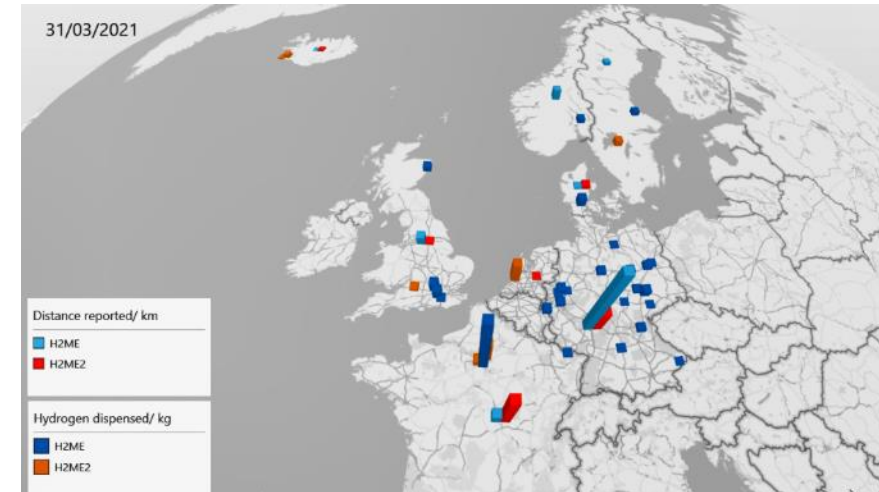 31/03/2021
Distance reported/ km
H2ME
H2ME2
Hydrogen dispensed/ kg
H2ME
H2ME2